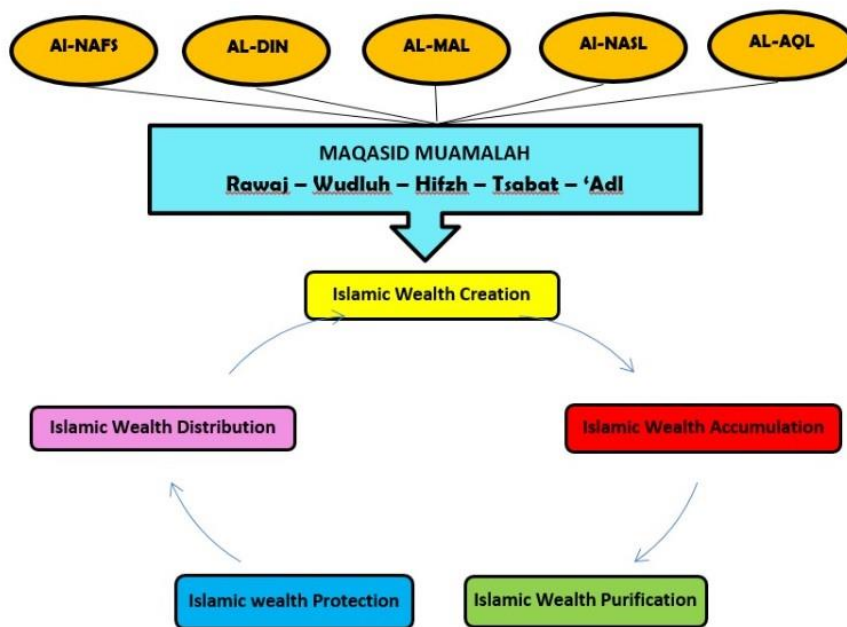 Al-NAFS
AL-DIN
AL-MAL
Al-NASL
AL-AQL
MAQASID MUAMALAH
Rawaj – Wudluh – Hifzh – Tsabat – ‘Adl
Islamic Wealth Creation
Islamic Wealth Distribution
Islamic Wealth Accumulation
Islamic wealth Protection
Islamic Wealth Purification